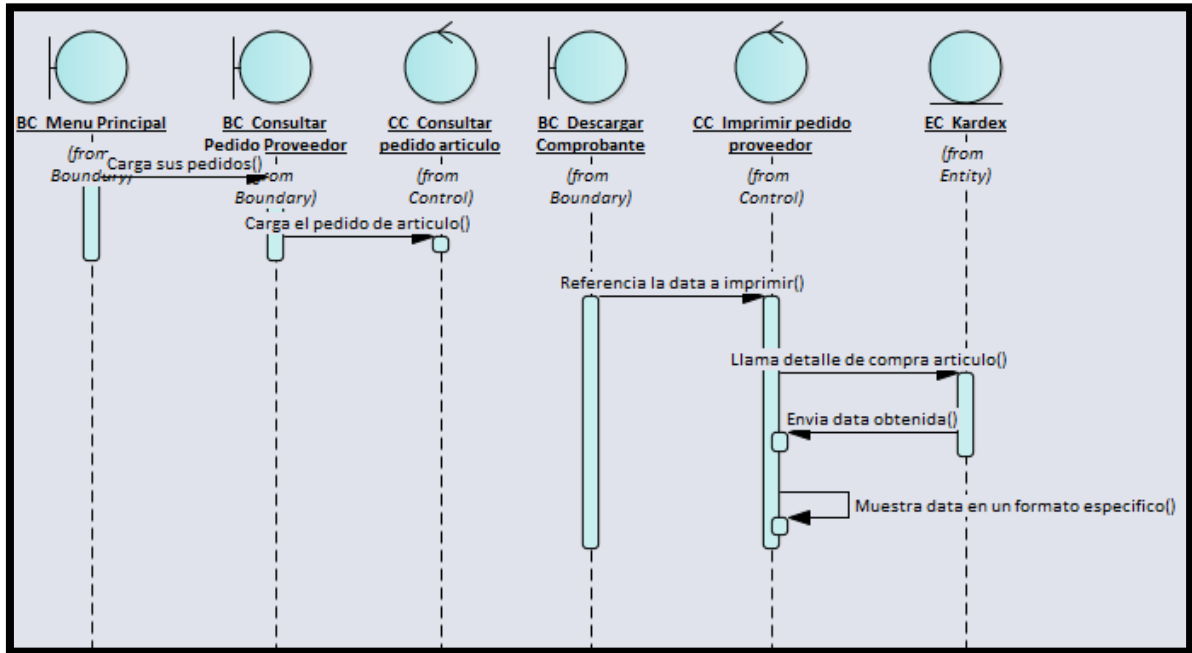 BC_Menu Principal
(from
Boundary)
BC_Consultar
Pedido Proveedor
(from
Boundary)
CC_Consultar
pedido articulo
(from
Control)
BC_Descargar
Comprobante
(from
Boundary)
CC_Imprimir pedido
proveedor
(from
Control)
EC_Kardex
(from
Entity)
Carga sus pedidos()
Carga el pedido de articulo()
Referencia la data a imprimir()
Llama detalle de compra articulo()
Envia data obtenida()
Muestra data en un formato especifico()